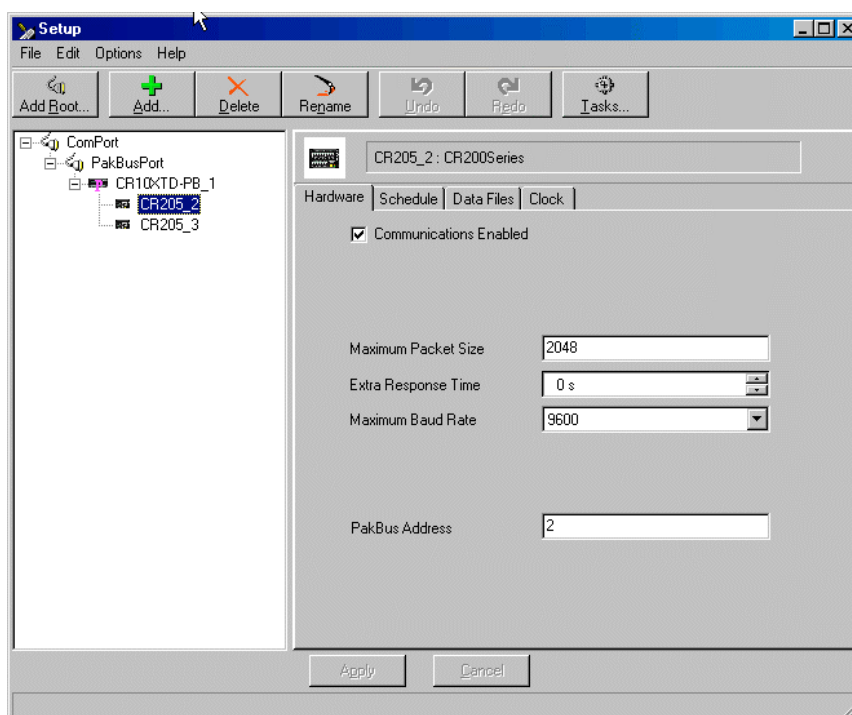 Setup
File Edit Options Help
Add Root... Add... Delete Rename Undo Redo Tasks...
ComPort
PakBusPort
CR10XTD-PB_1
CR205_2
CR205_3
CR205_2 : CR200Series
Hardware Schedule Data Files Clock
Communications Enabled
Maximum Packet Size 2048
Extra Response Time 0 s
Maximum Baud Rate 9600
PakBus Address 2
Apply Cancel